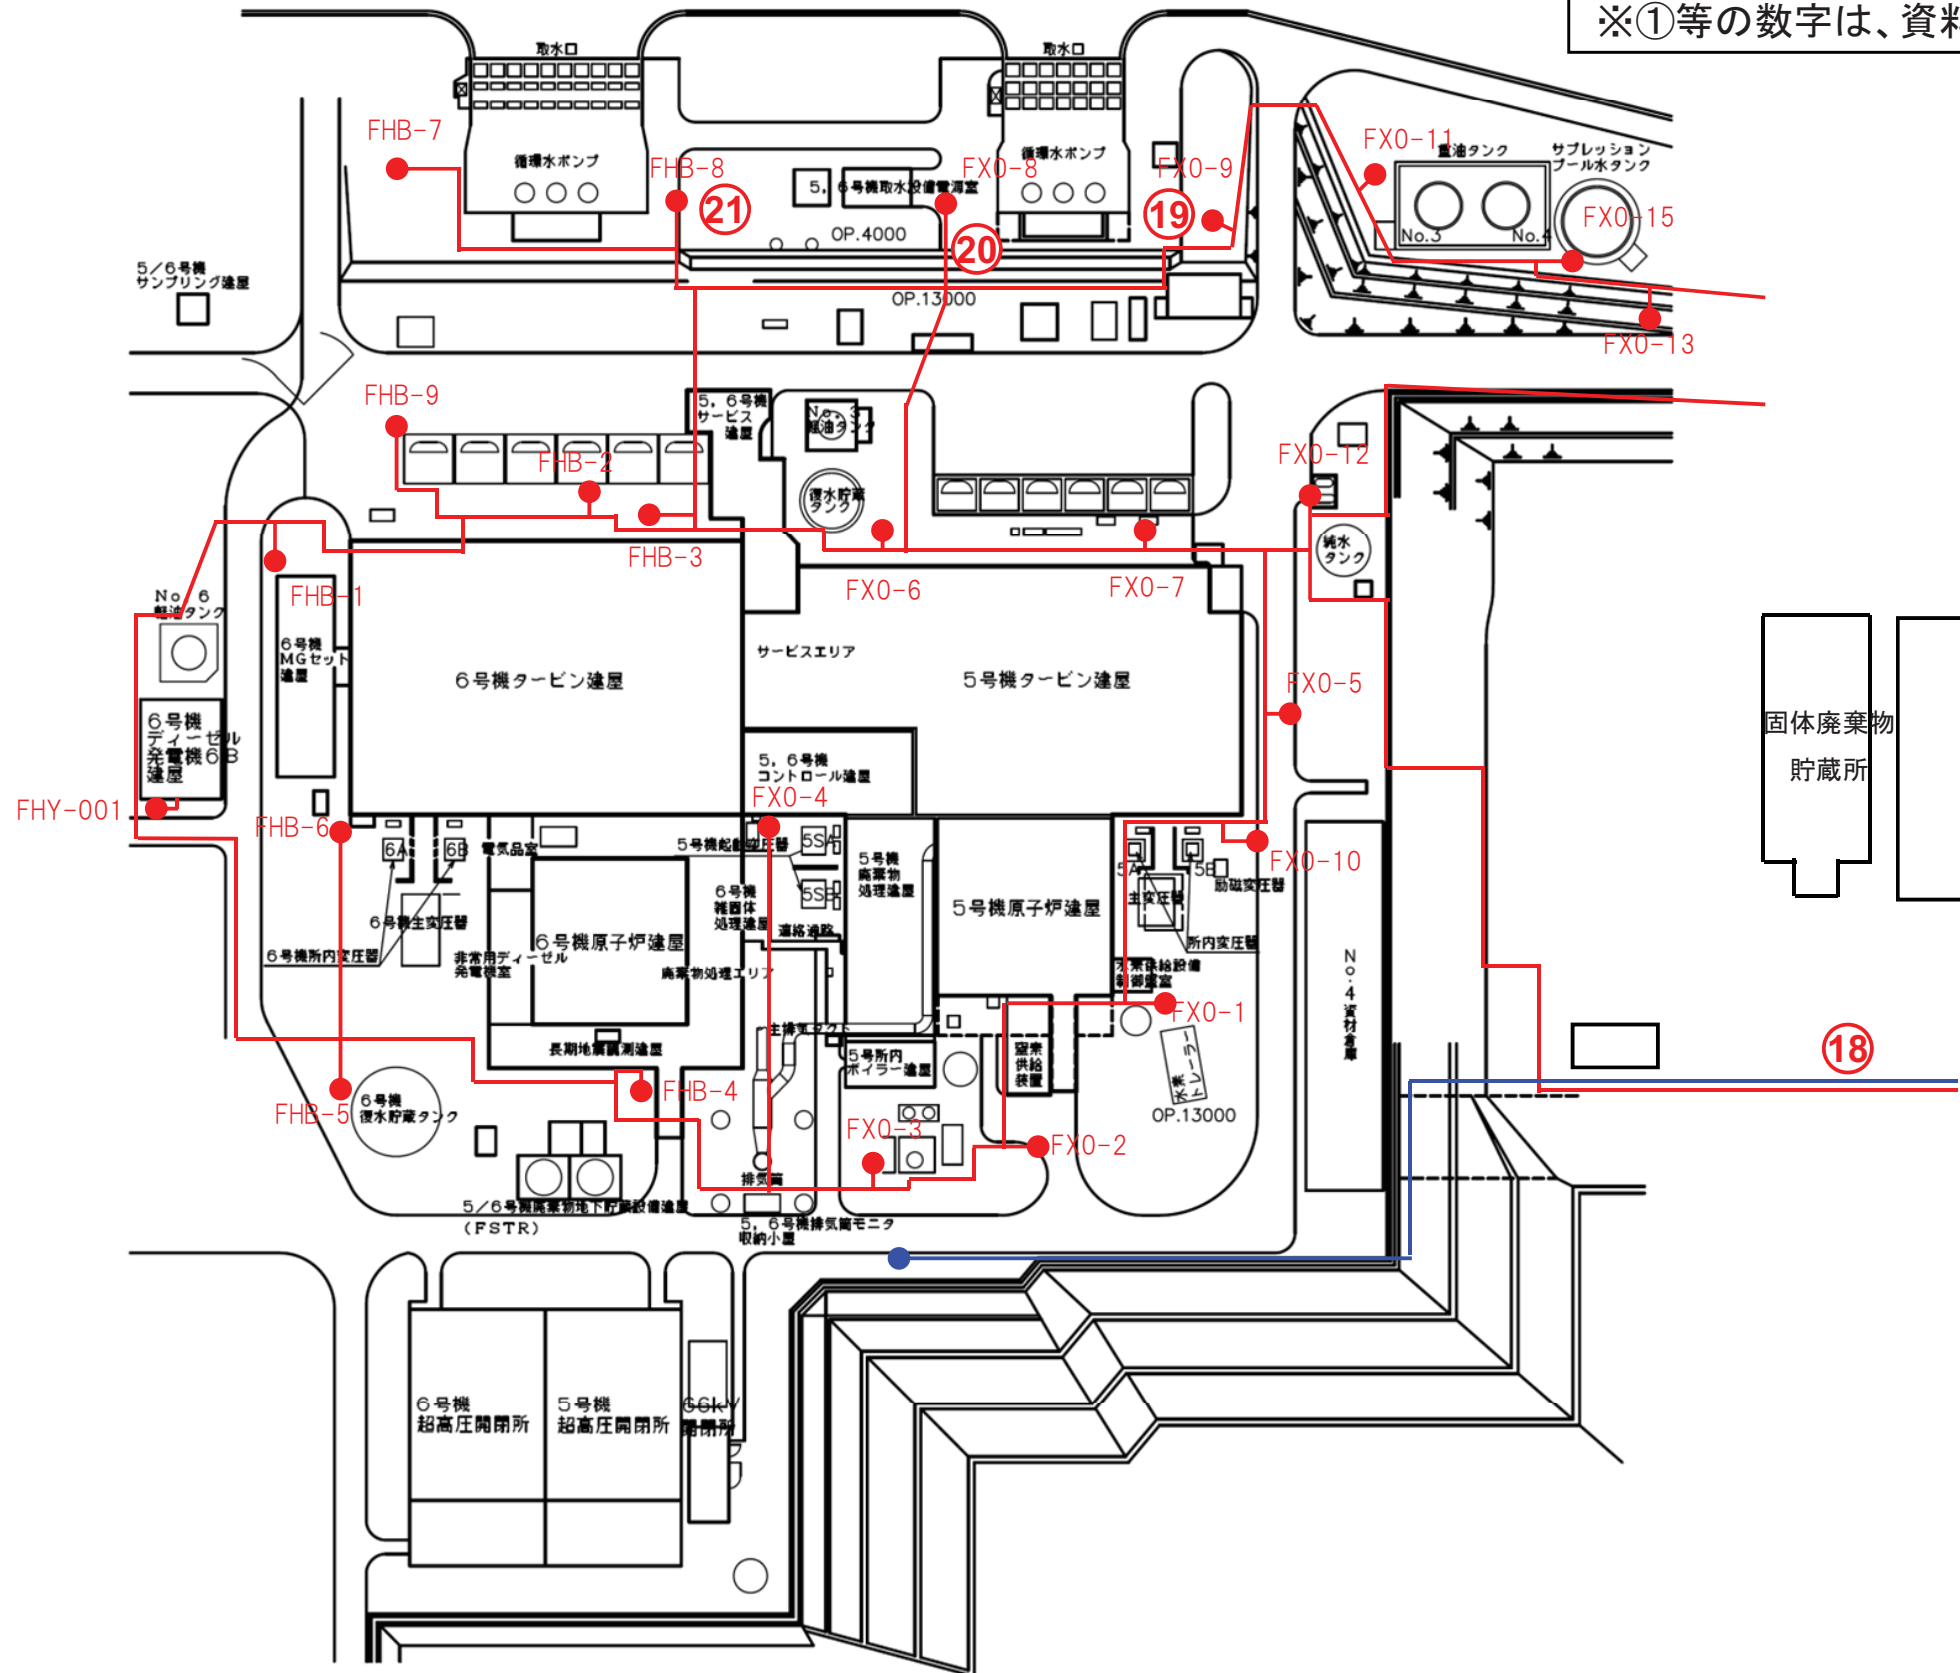 ※①等の数字は、資料
取水口
取水口
FHB-7
循環水ポンプ
FHB-8
21
5，6号機取水設備電源室
FX0-8
循環水ポンプ
FX0-9
19
FX0-11
重油タンク
サプレッション
プール水タンク
FX0-15
No.3
No.4
OP.4000
20
5／6号機
サンプリング建屋
OP.13000
FX0-13
FHB-9
5，6号機
サービス
建屋
No．3
軽油タンク
FHB-2
復水貯蔵
タンク
FX0-12
純水
タンク
FHB-3
FHB-1
FX0-6
FX0-7
No．6
軽油タンク
6号機
MGセット
建屋
6号機タービン建屋
サービスエリア
5号機タービン建屋
FX0-5
6号機
ディーゼル
発電機6B
建屋
固体廃棄物
貯蔵所
5，6号機
コントロール建屋
FX0-4
FHY-001
FHB-6
6A
6B
電気品室
5号機起動変圧器
5SA
5SB
5号機
廃棄物
処理建屋
FX0-10
5A
5B
励磁変圧器
主変圧器
6号機
雑固体
処理建屋
連絡通路
5号機原子炉建屋
所内変圧器
6号機主変圧器
6号機所内変圧器
非常用ディーゼル
発電機室
6号機原子炉建屋
廃棄物処理エリア
水素供給設備
制御盤室
No.4資材倉庫
FX0-1
主排気ダクト
長期地震観測建屋
5号所内
ボイラー建屋
窒素
供給
装置
水素
トレーラー
18
FHB-4
FHB-5
6号機
復水貯蔵タンク
OP.13000
FX0-3
FX0-2
排気筒
5／6号機廃棄物地下貯蔵設備建屋
(FSTR)
5，6号機排気筒モニタ
収納小屋
6号機
超高圧開閉所
5号機
超高圧開閉所
66kV
開閉所